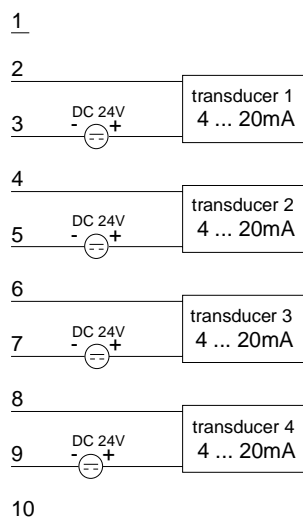 1
2
transducer 1
DC 24V
4 ... 20mA
3
- +
4
transducer 2
DC 24V
4 ... 20mA
5
- +
6
transducer 3
DC 24V
4 ... 20mA
7
- +
8
transducer 4
DC 24V
4 ... 20mA
9
- +
10